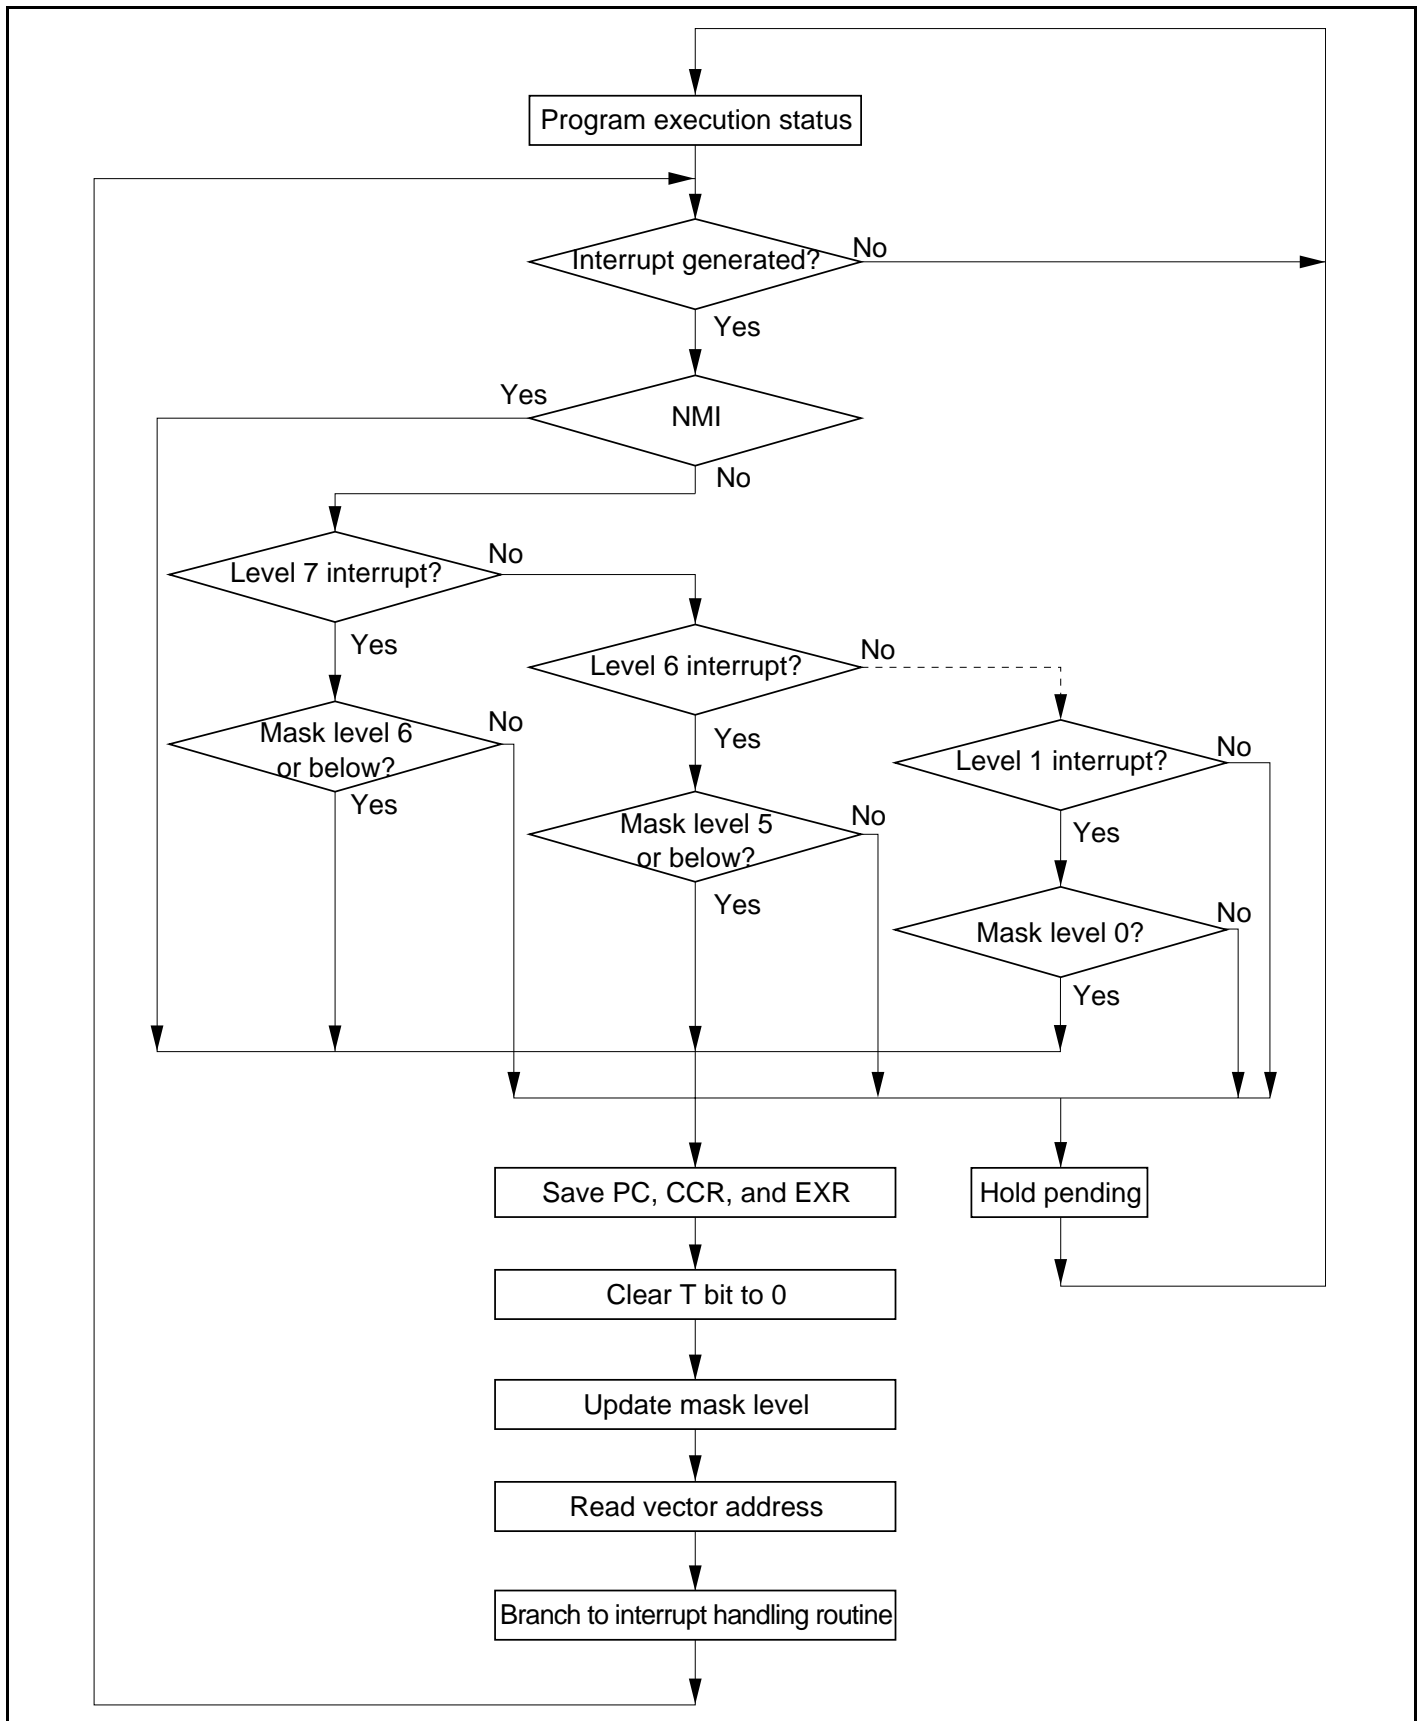 Program execution status
Interrupt generated?
No
Yes
Yes
NMI
No
Level 7 interrupt?
No
Yes
Level 6 interrupt?
No
Mask level 6
or below?
No
Yes
Yes
Level 1 interrupt?
No
Mask level 5
or below?
No
Yes
Yes
Mask level 0?
No
Yes
Save PC, CCR, and EXR
Hold pending
Clear T bit to 0
Update mask level
Read vector address
Branch to interrupt handling routine